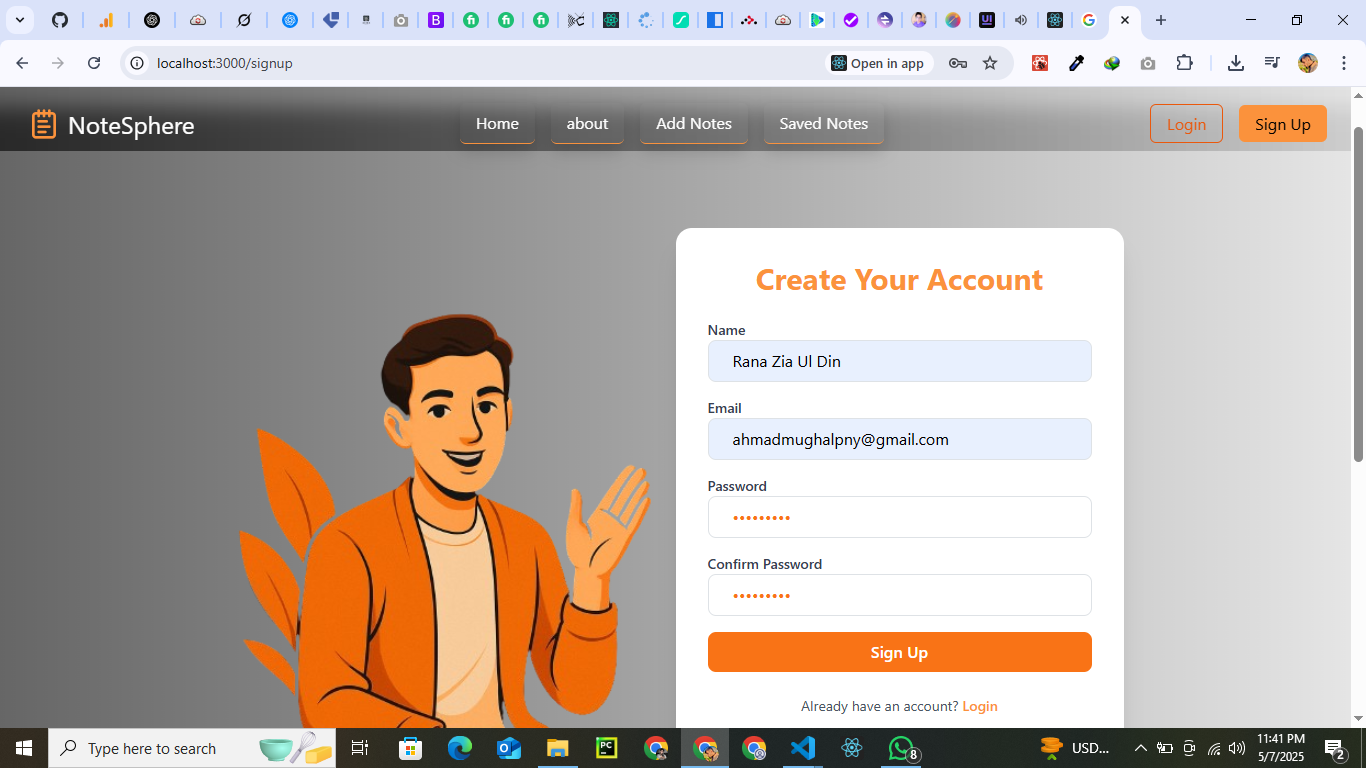 localhost:3000/signup
Open in app
NoteSphere
Home
about
Add Notes
Saved Notes
Login
Sign Up
Create Your Account
Name
Rana Zia Ul Din
Email
ahmadmughalpny@gmail.com
Password
•••••••••
Confirm Password
•••••••••
Sign Up
Already have an account? Login
Type here to search
USD...
11:41 PM
5/7/2025
8
2